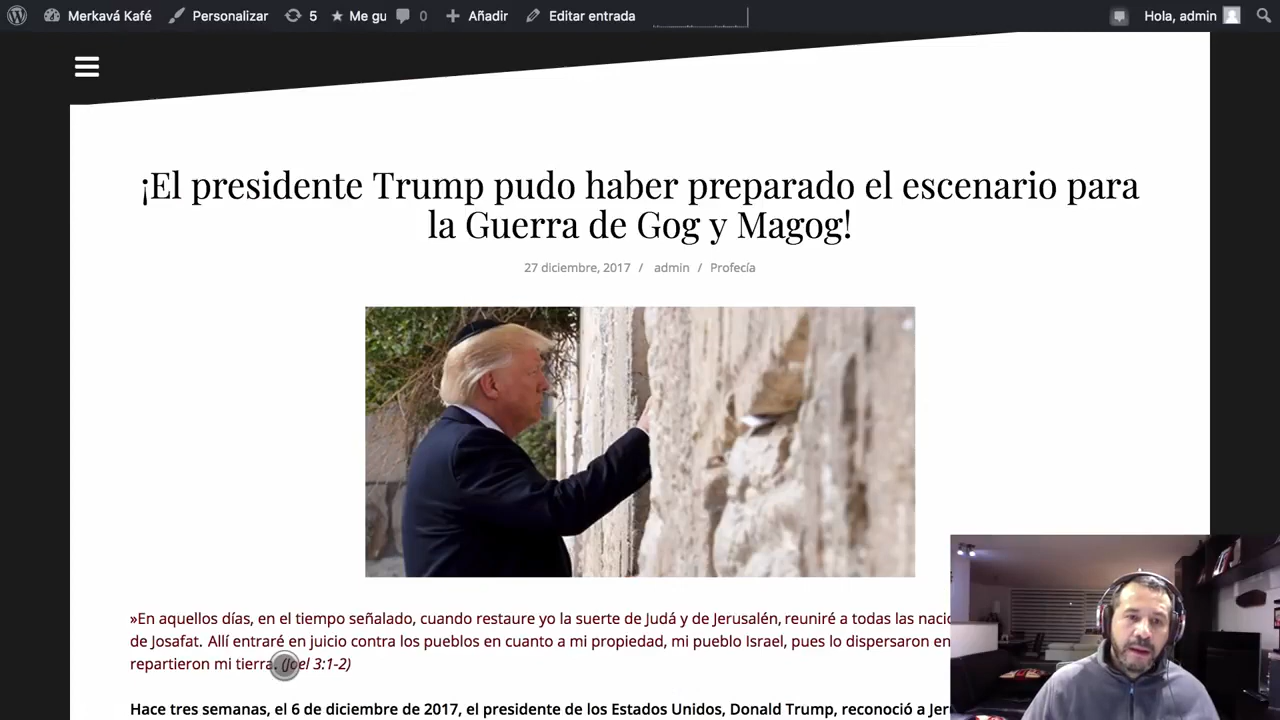 Merkavá Kafé Personalizar 5 Me gu 0 Añadir Editar entrada Hola, admin
¡El presidente Trump pudo haber preparado el escenario para
la Guerra de Gog y Magog!
27 diciembre, 2017 / admin / Profecía
»En aquellos días, en el tiempo señalado, cuando restaure yo la suerte de Judá y de Jerusalén, reuniré a todas las nacio
de Josafat. Allí entraré en juicio contra los pueblos en cuanto a mi propiedad, mi pueblo Israel, pues lo dispersaron en
repartieron mi tierra. (Joel 3:1-2)
Hace tres semanas, el 6 de diciembre de 2017, el presidente de los Estados Unidos, Donald Trump, reconoció a Jer